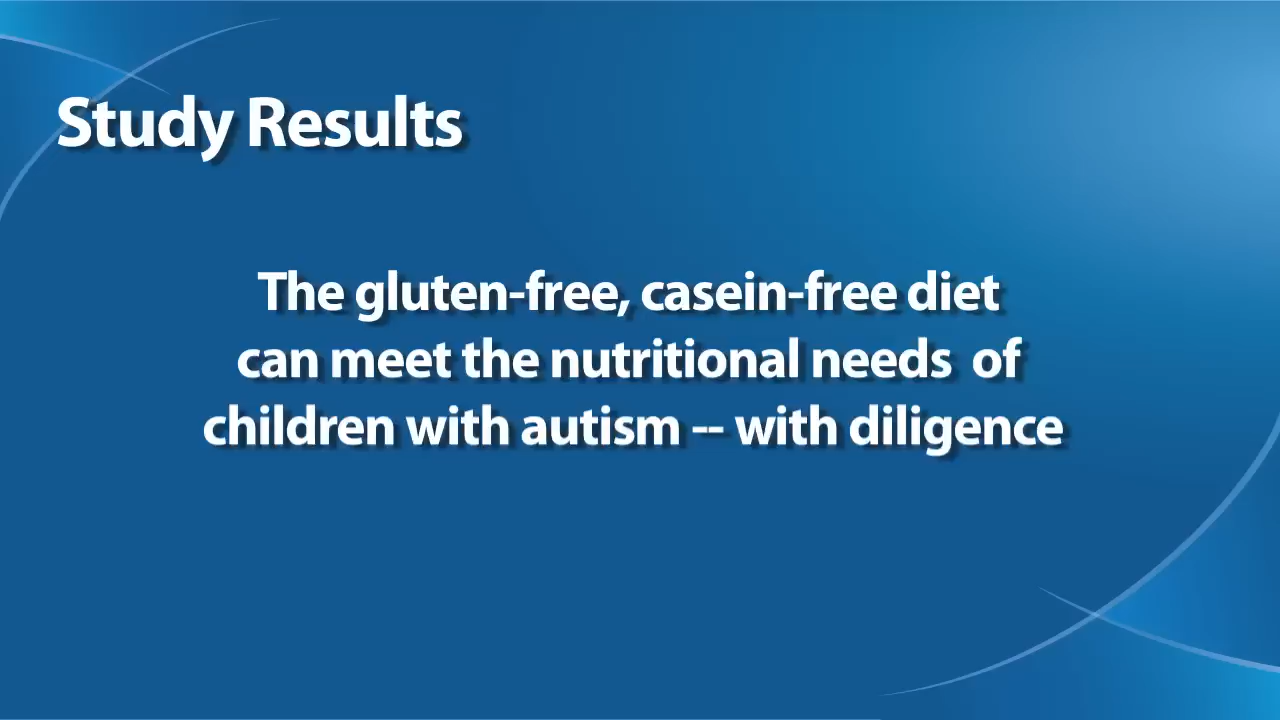 Study Results
The gluten-free, casein-free diet
can meet the nutritional needs of
children with autism -- with diligence